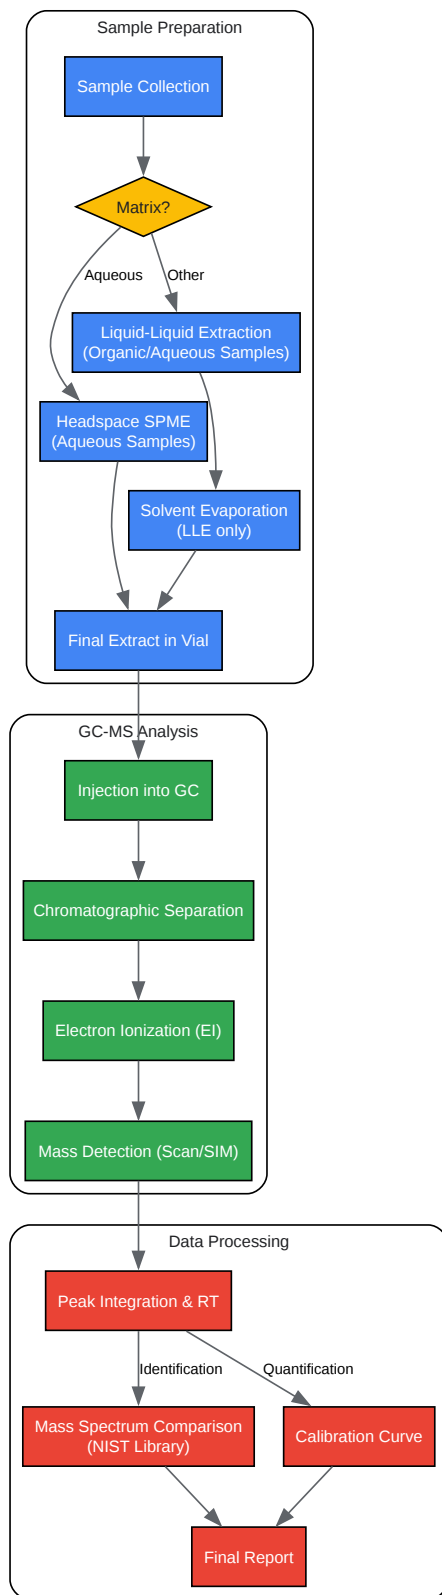 Sample Preparation
Sample Collection
Matrix?
Aqueous
Other
Liquid-Liquid Extraction
(Organic/Aqueous Samples)
Headspace SPME
(Aqueous Samples)
Solvent Evaporation
(LLE only)
Final Extract in Vial
GC-MS Analysis
Injection into GC
Chromatographic Separation
Electron Ionization (EI)
Mass Detection (Scan/SIM)
Data Processing
Peak Integration & RT
Identification
Quantification
Mass Spectrum Comparison
(NIST Library)
Calibration Curve
Final Report